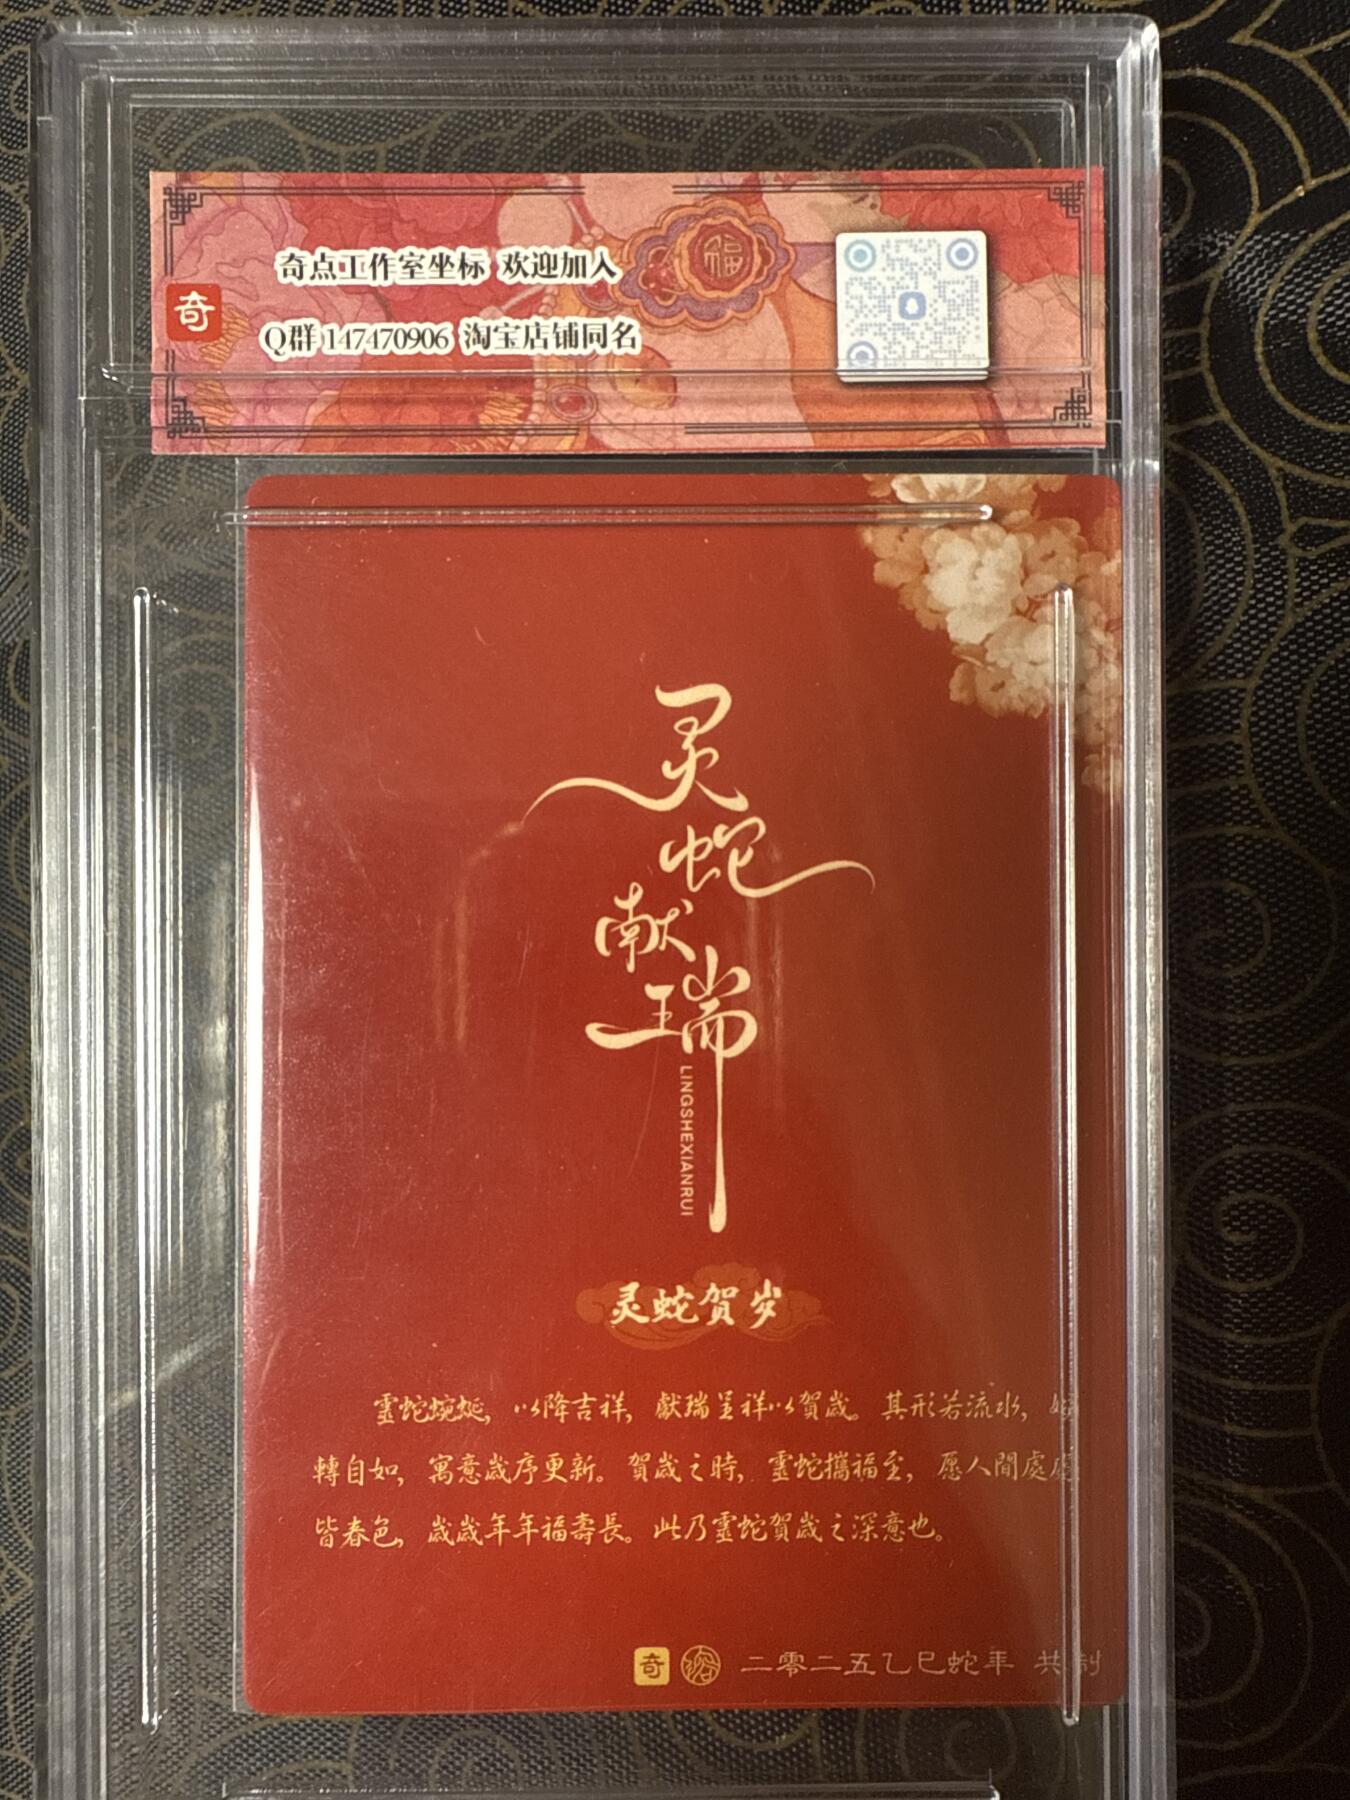 福
奇点工作室坐标 欢迎加入
奇
Q群 147470906 淘宝店铺同名
灵
蛇
献
瑞
LINGSHEXIANRUI
灵蛇贺岁
靈蛇蜿蜒，以降吉祥，獻瑞呈祥以賀歲。其形若流水，婉
轉自如，寓意歲序更新。賀歲之時，靈蛇攜福至，愿人間處處
皆春色，歲歲年年福壽長。此乃靈蛇賀歲之深意也。
奇 二零二五乙巳蛇年 共制